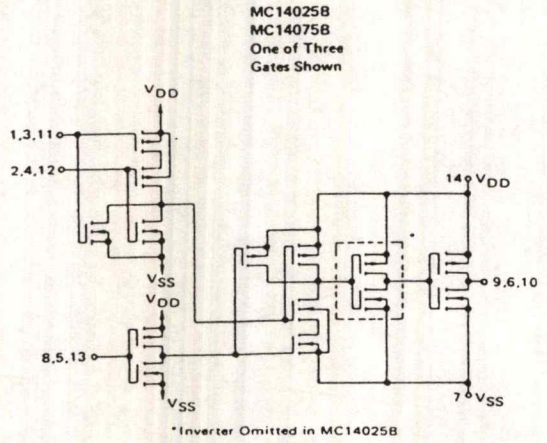 MC14025B
MC14075B
One of Three
Gates Shown
VDD
1,3,11
2,4,12
14 VDD
*
VSS
VDD
9,6,10
8,5,13
VSS
7 VSS
*Inverter Omitted in MC14025B